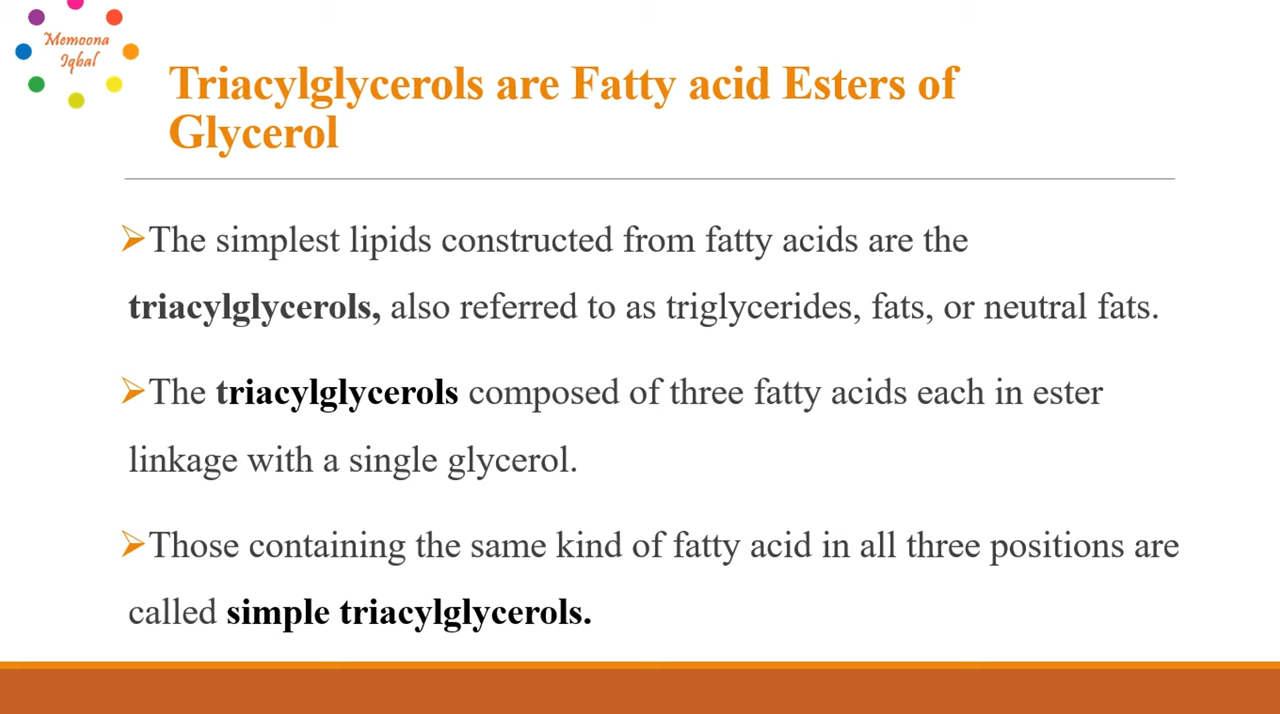 Memoona
Iqbal
Triacylglycerols are Fatty acid Esters of
Glycerol
➢The simplest lipids constructed from fatty acids are the
triacylglycerols, also referred to as triglycerides, fats, or neutral fats.
➢The triacylglycerols composed of three fatty acids each in ester
linkage with a single glycerol.
➢Those containing the same kind of fatty acid in all three positions are
called simple triacylglycerols.